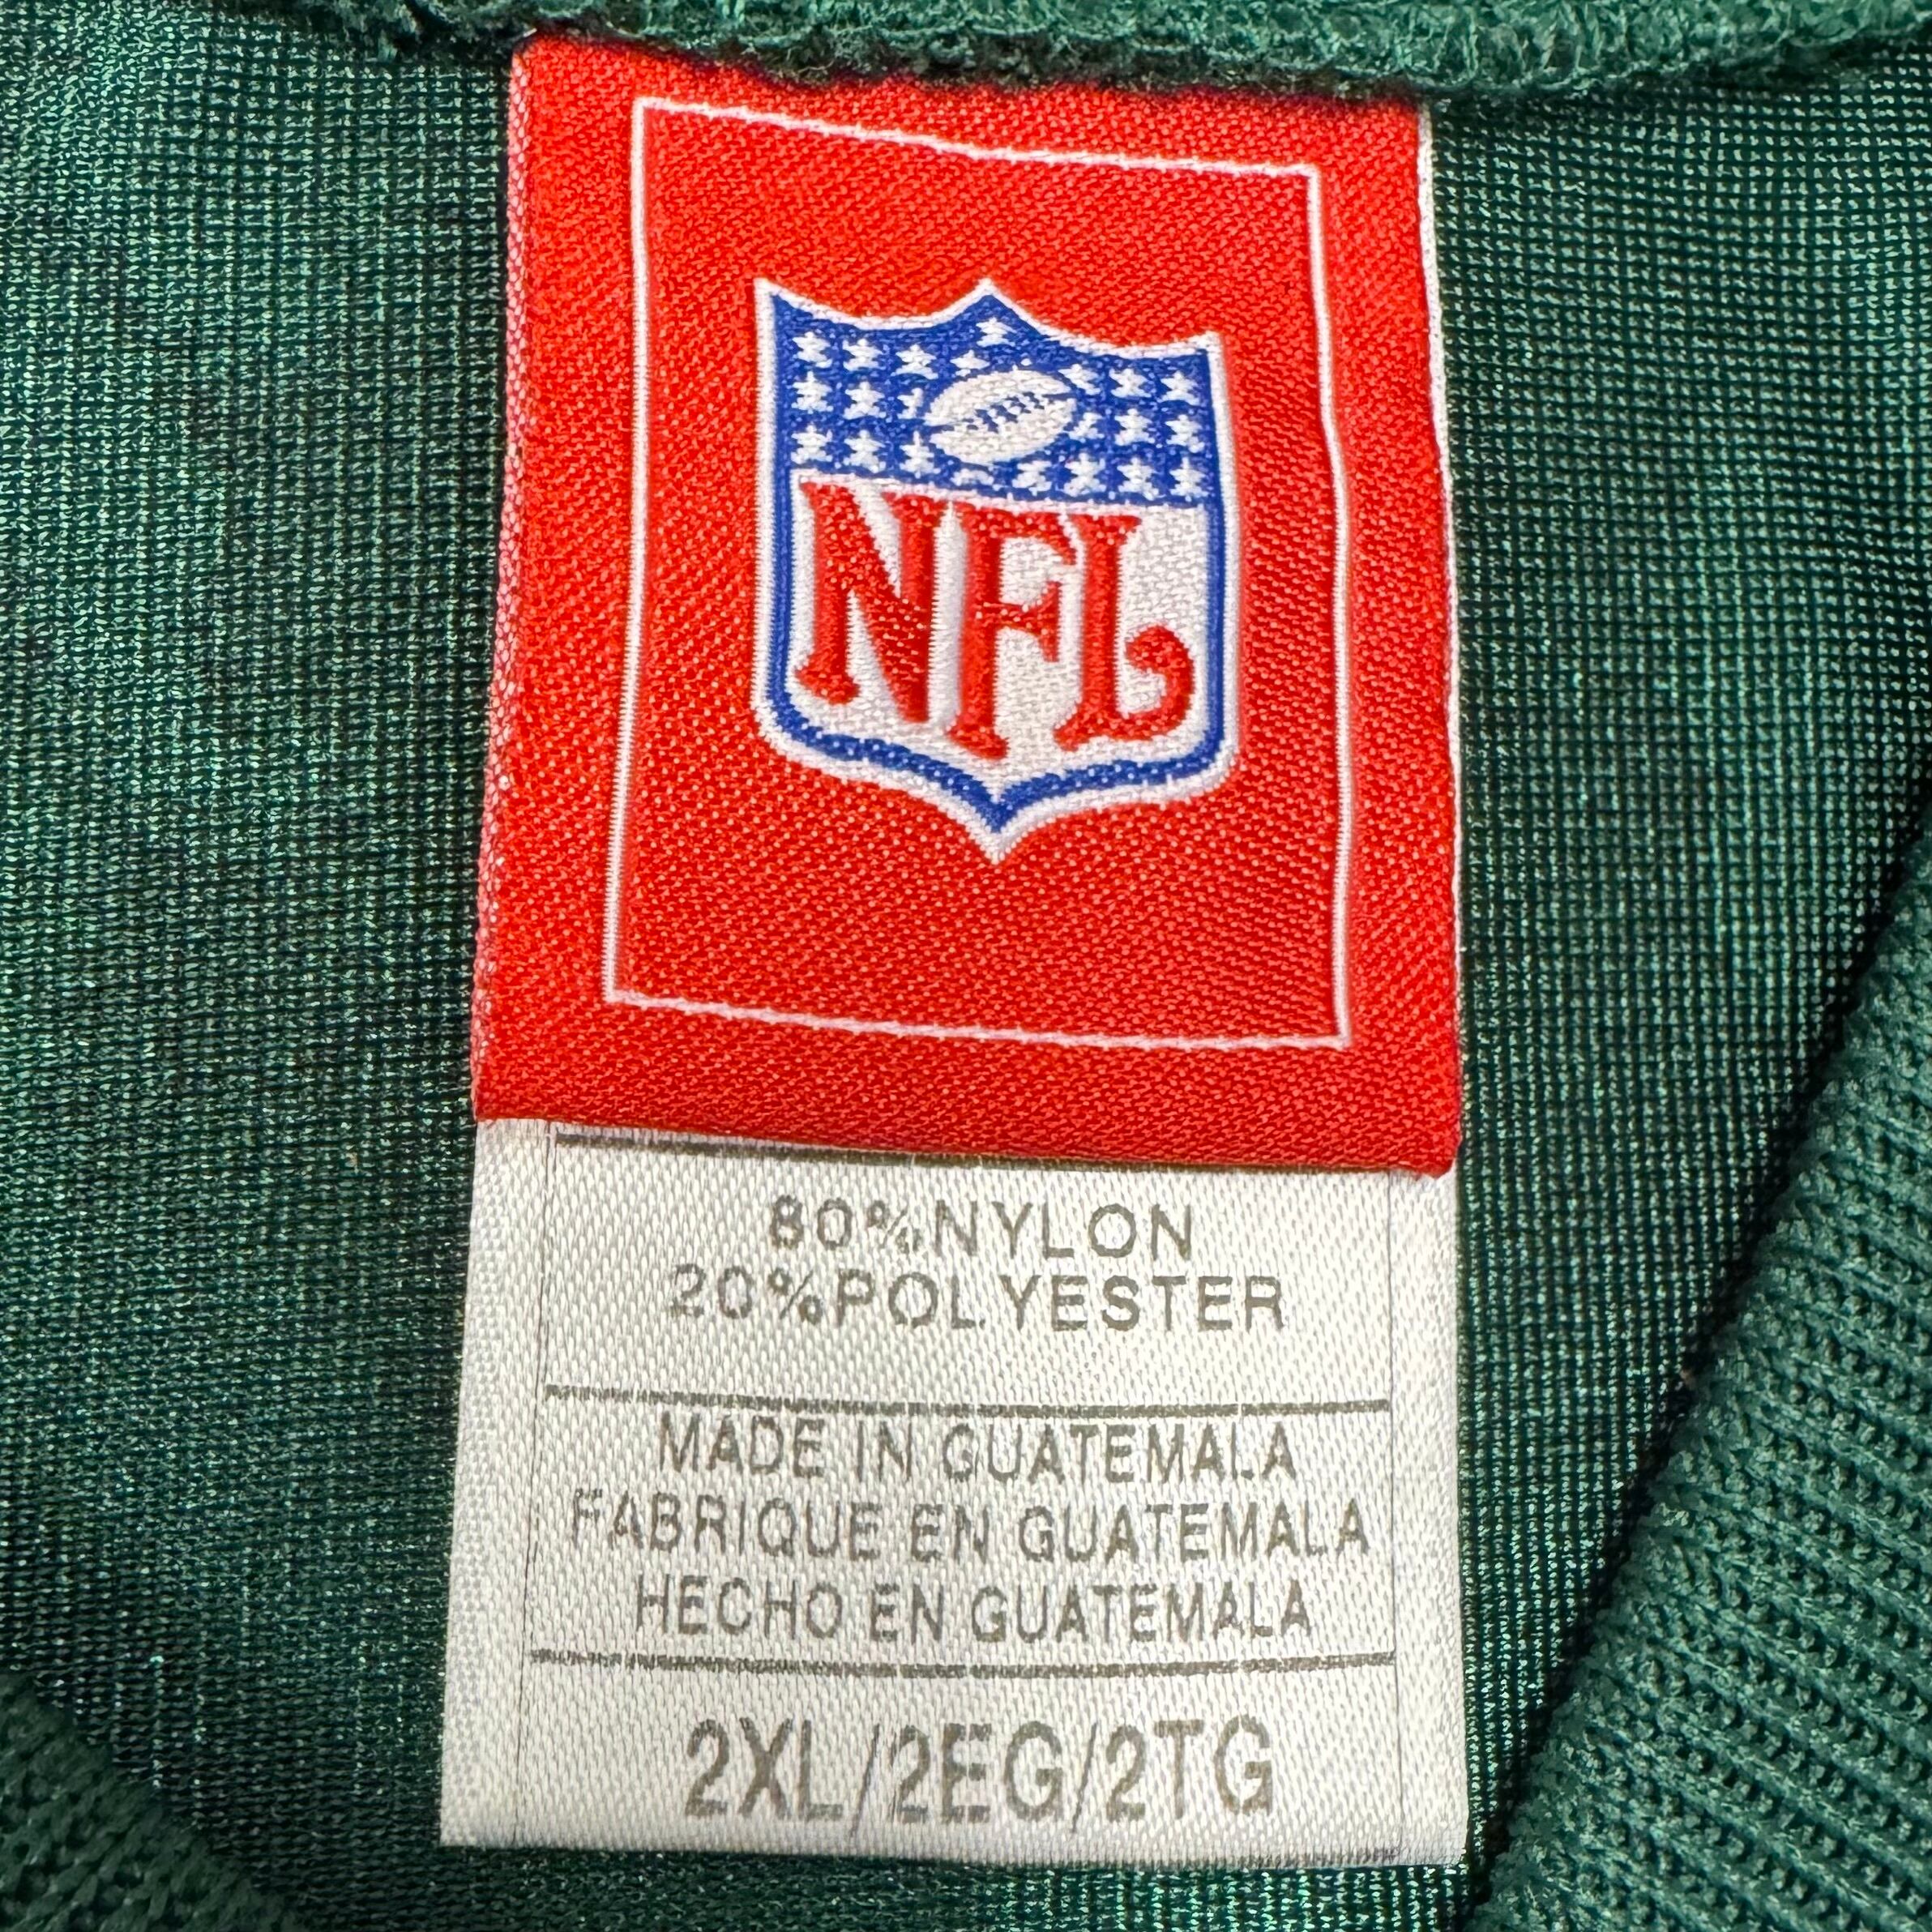 NFL
80%NYLON
20%POLYESTER
MADE IN GUATEMALA
FABRIQUE EN GUATEMALA
HECHO EN GUATEMALA
2XL/2EG/2TG